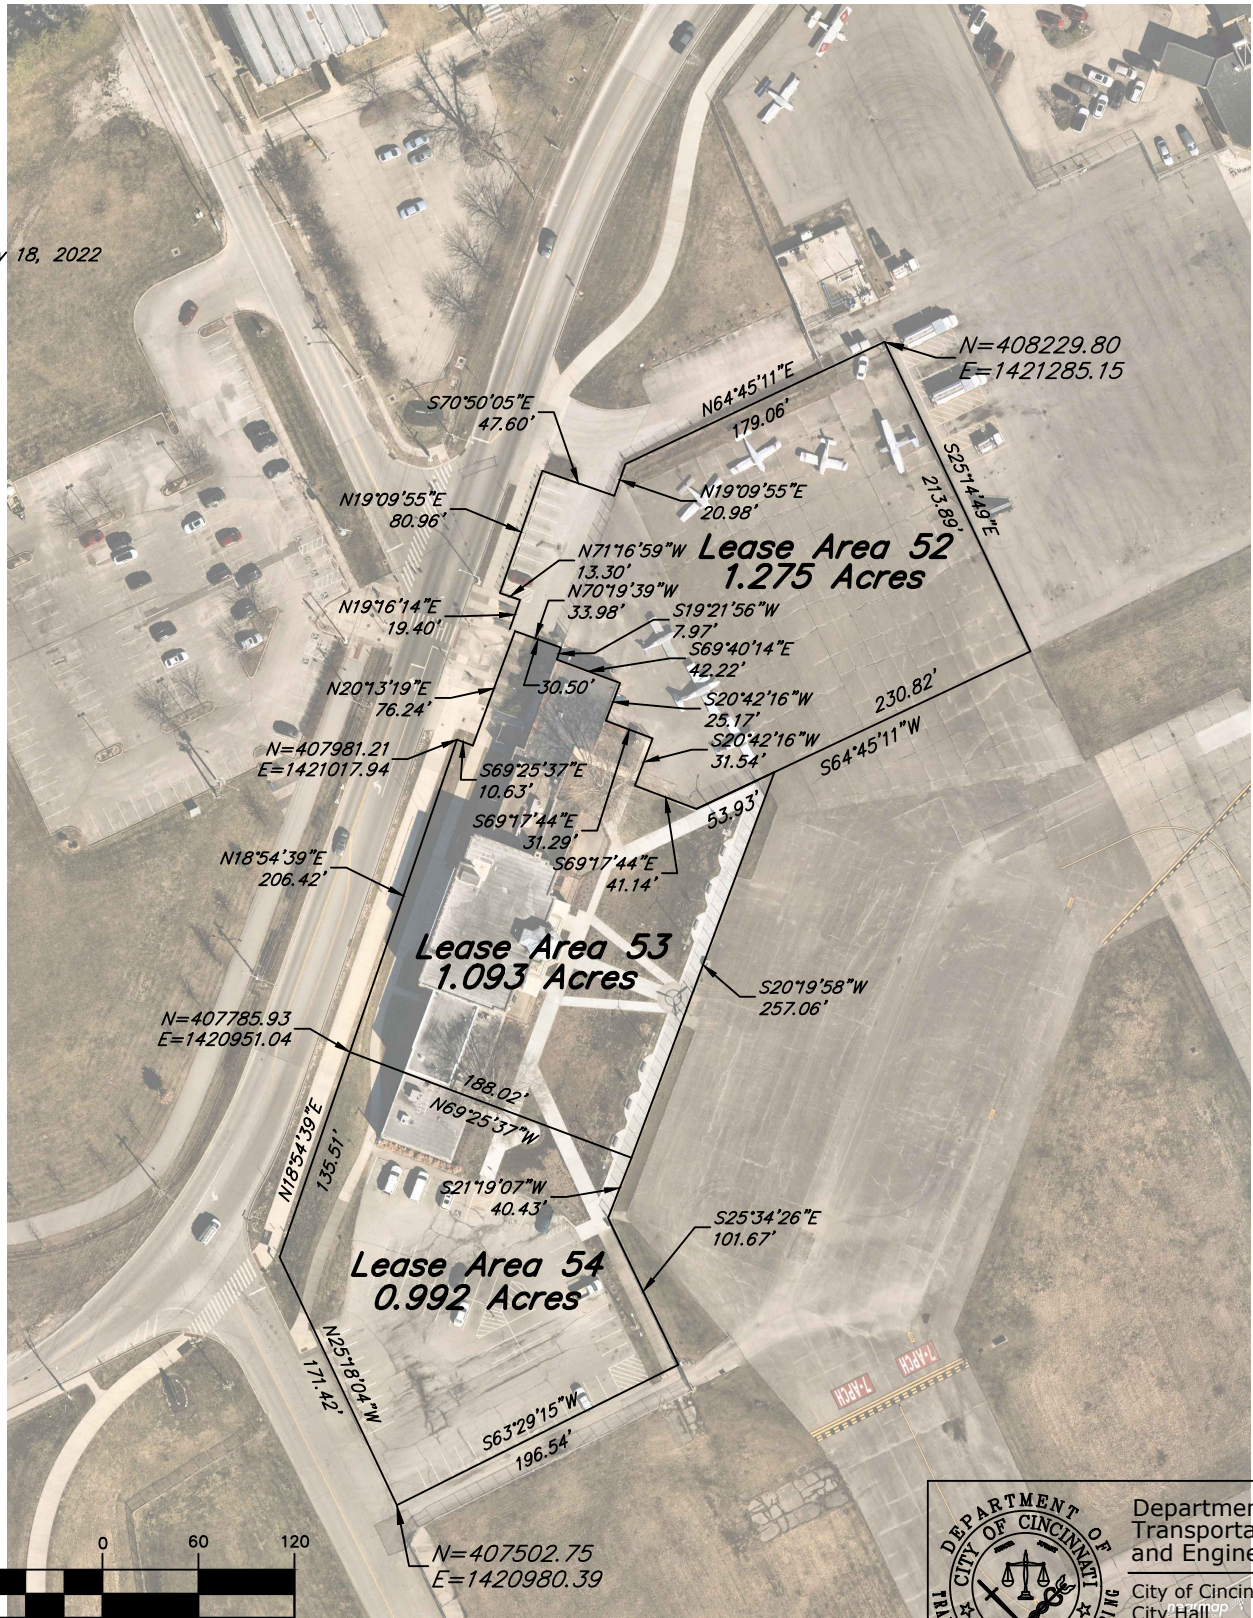 y 18, 2022
N=408229.80
E=1421285.15
N64°45'11"E
179.06'
S70°50'05"E
47.60'
S25°14'49"E
213.89'
N19°09'55"E
80.96'
N19°09'55"E
20.98'
Lease Area 52
1.275 Acres
N71°16'59"W
13.30'
N70°19'39"W
33.98'
N19°16'14"E
19.40'
S19°21'56"W
7.97'
S69°40'14"E
42.22'
30.50'
N20°13'19"E
76.24'
S20°42'16"W
25.17'
230.82'
S64°45'11"W
S20°42'16"W
31.54'
N=407981.21
E=1421017.94
S69°25'37"E
10.63'
53.93'
S69°17'44"E
31.29'
S69°17'44"E
41.14'
N18°54'39"E
206.42'
Lease Area 53
1.093 Acres
S20°19'58"W
257.06'
N=407785.93
E=1420951.04
188.02'
N69°25'37"W
N18°54'39"E
135.51'
S21°19'07"W
40.43'
S25°34'26"E
101.67'
Lease Area 54
0.992 Acres
N25°18'04"W
171.42'
S63°29'15"W
196.54'
7-APCH
7-APCH
N=407502.75
E=1420980.39
0 60 120
DEPARTMENT OF
CITY OF CINCINNATI
TRA
NG
Departmen
Transporta
and Engine
City of Cincin
City Hall
nearmap